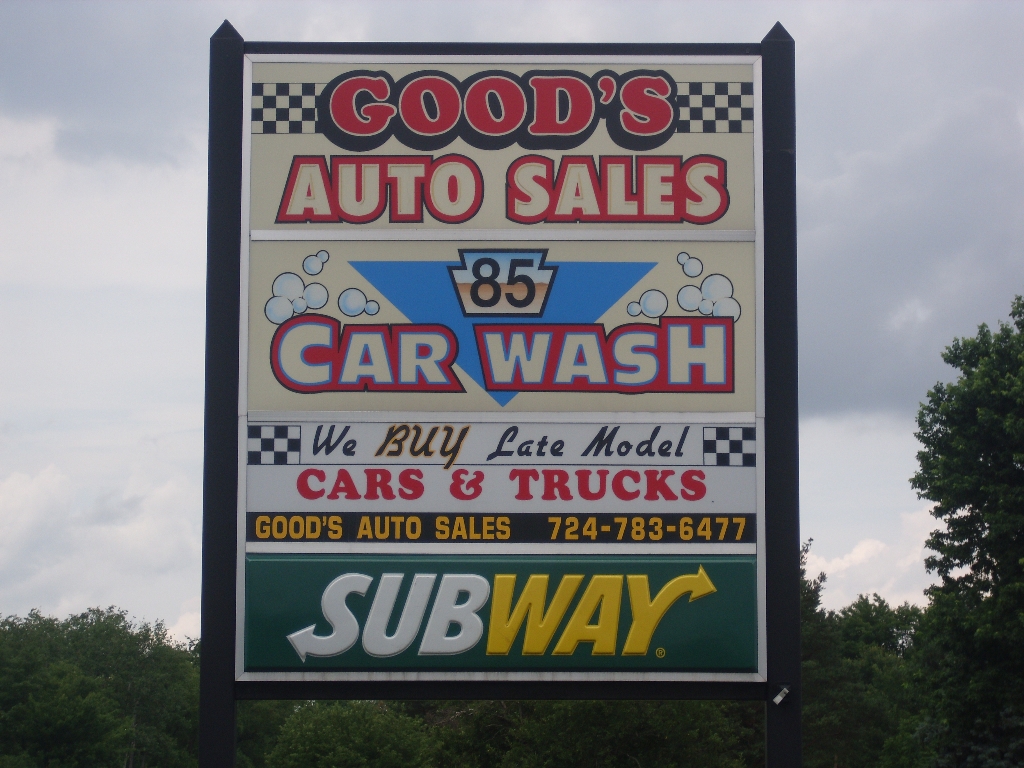 GOOD'S
AUTO SALES
85
CAR WASH
We BUY Late Model
CARS & TRUCKS
GOOD'S AUTO SALES 724-783-6477
SUBWAY®